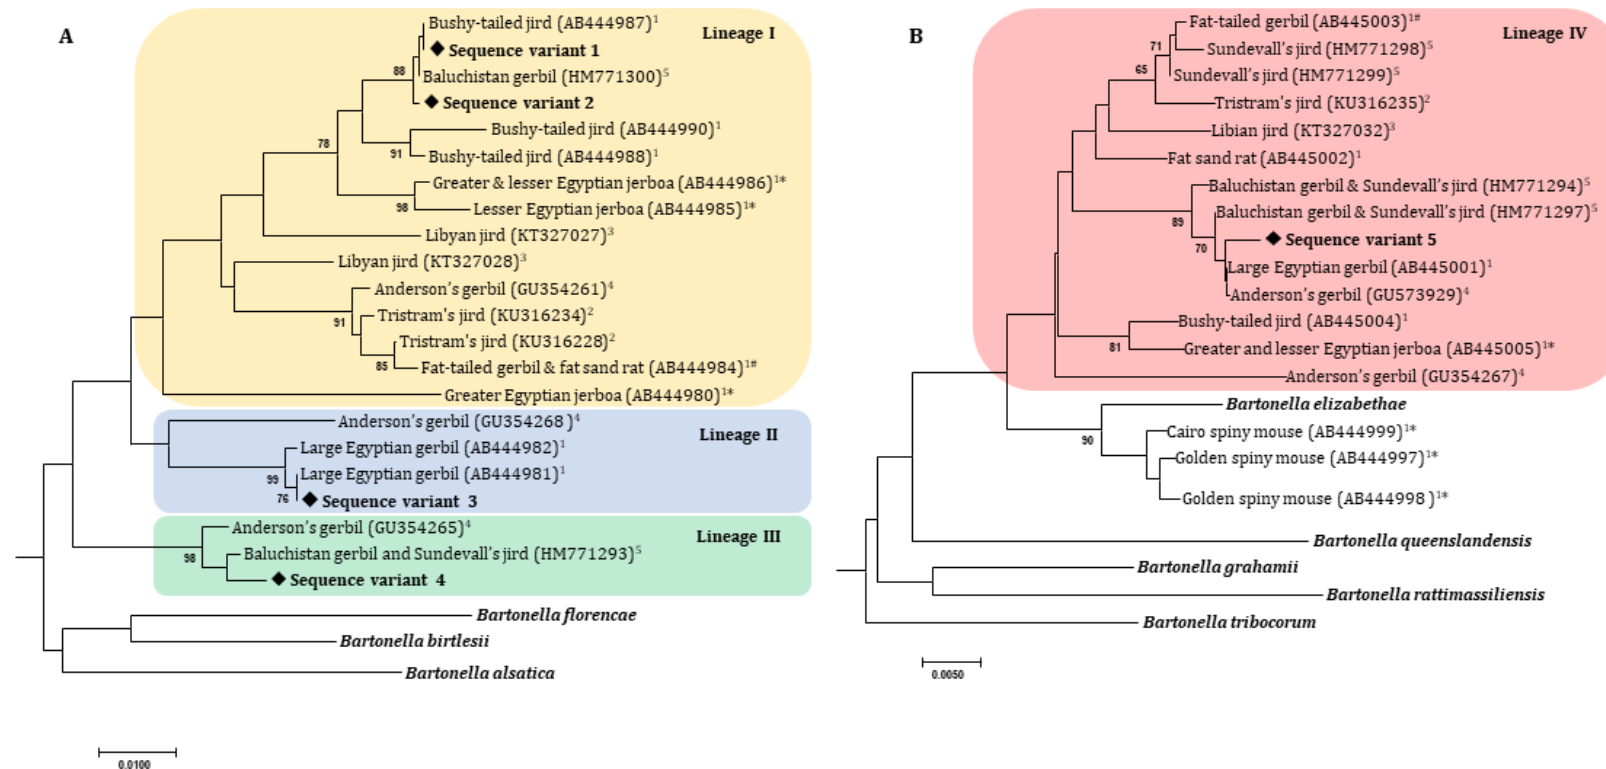 A
Lineage I
Bushy-tailed jird (AB444987)¹
◆ Sequence variant 1
Baluchistan gerbil (HM771300)⁵
88
◆ Sequence variant 2
Bushy-tailed jird (AB444990)¹
78
91
Bushy-tailed jird (AB444988)¹
Greater & lesser Egyptian jerboa (AB444986)¹*
98
Lesser Egyptian jerboa (AB444985)¹*
Libyan jird (KT327027)³
Libyan jird (KT327028)³
Anderson's gerbil (GU354261)⁴
91
Tristram's jird (KU316234)²
Tristram's jird (KU316228)²
85
Fat-tailed gerbil & fat sand rat (AB444984)¹#
Greater Egyptian jerboa (AB444980)¹*
Lineage II
Anderson's gerbil (GU354268 )⁴
Large Egyptian gerbil (AB444982)¹
99
Large Egyptian gerbil (AB444981)¹
76
◆ Sequence variant 3
Lineage III
Anderson's gerbil (GU354265)⁴
98
Baluchistan gerbil and Sundevall's jird (HM771293)⁵
◆ Sequence variant 4
Bartonella florencae
Bartonella birtlesii
Bartonella alsatica
0.0100
B
Lineage IV
Fat-tailed gerbil (AB445003)¹#
71
Sundevall's jird (HM771298)⁵
65
Sundevall's jird (HM771299)⁵
Tristram's jird (KU316235)²
Libian jird (KT327032)³
Fat sand rat (AB445002)¹
Baluchistan gerbil & Sundevall's jird (HM771294)⁵
89
Baluchistan gerbil & Sundevall's jird (HM771297)⁵
70
◆ Sequence variant 5
Large Egyptian gerbil (AB445001)¹
Anderson's gerbil (GU573929)⁴
Bushy-tailed jird (AB445004)¹
81
Greater and lesser Egyptian jerboa (AB445005)¹*
Anderson's gerbil (GU354267)⁴
Bartonella elizabethae
90
Cairo spiny mouse (AB444999)¹*
Golden spiny mouse (AB444997)¹*
Golden spiny mouse (AB444998 )¹*
Bartonella queenslandensis
Bartonella grahamii
Bartonella rattimassiliensis
Bartonella tribocorum
0.0050